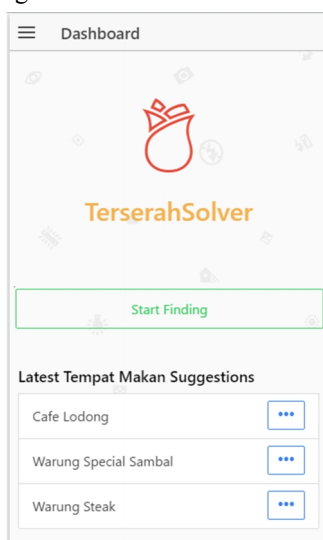 Dashboard
TerserahSolver
Start Finding
Latest Tempat Makan Suggestions
Cafe Lodong
Warung Special Sambal
Warung Steak